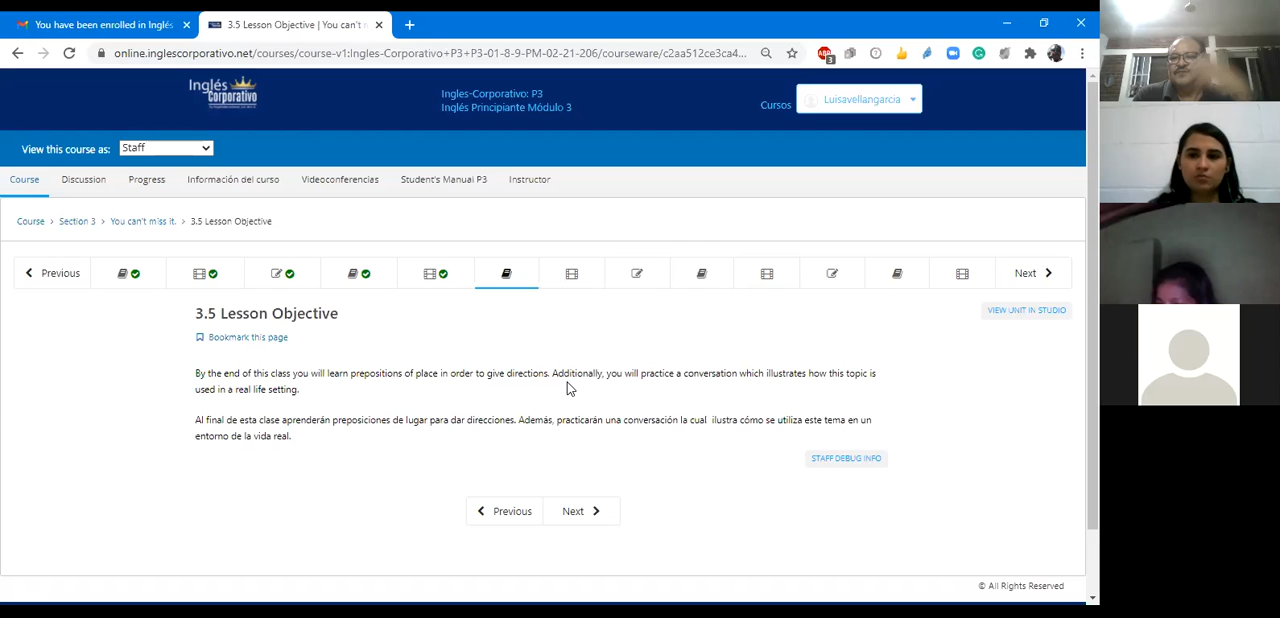 You have been enrolled in Inglés
3.5 Lesson Objective | You can't
online.inglescorporativo.net/courses/course-v1:Ingles-Corporativo+P3+P3-01-8-9-PM-02-21-206/courseware/c2aa512ce3ca4...
Inglés
Corporativo
Ingles-Corporativo: P3
Inglés Principiante Módulo 3
Cursos
Luisavellangarcia
View this course as:
Staff
Course
Discussion
Progress
Información del curso
Videoconferencias
Student's Manual P3
Instructor
Course > Section 3 > You can't miss it. > 3.5 Lesson Objective
Previous
Next
3.5 Lesson Objective
VIEW UNIT IN STUDIO
Bookmark this page
By the end of this class you will learn prepositions of place in order to give directions. Additionally, you will practice a conversation which illustrates how this topic is
used in a real life setting.
Al final de esta clase aprenderán preposiciones de lugar para dar direcciones. Además, practicarán una conversación la cual ilustra cómo se utiliza este tema en un
entorno de la vida real.
STAFF DEBUG INFO
Previous
Next
© All Rights Reserved